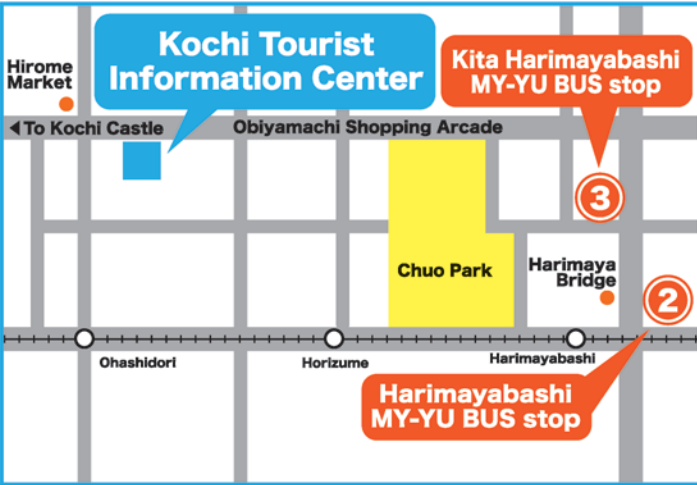 Kochi Tourist
Information Center
Kita Harimayabashi
MY-YU BUS stop
Hirome
Market
◀To Kochi Castle
Obiyamachi Shopping Arcade
3
Chuo Park
Harimaya
Bridge
2
Ohashidori
Horizume
Harimayabashi
Harimayabashi
MY-YU BUS stop